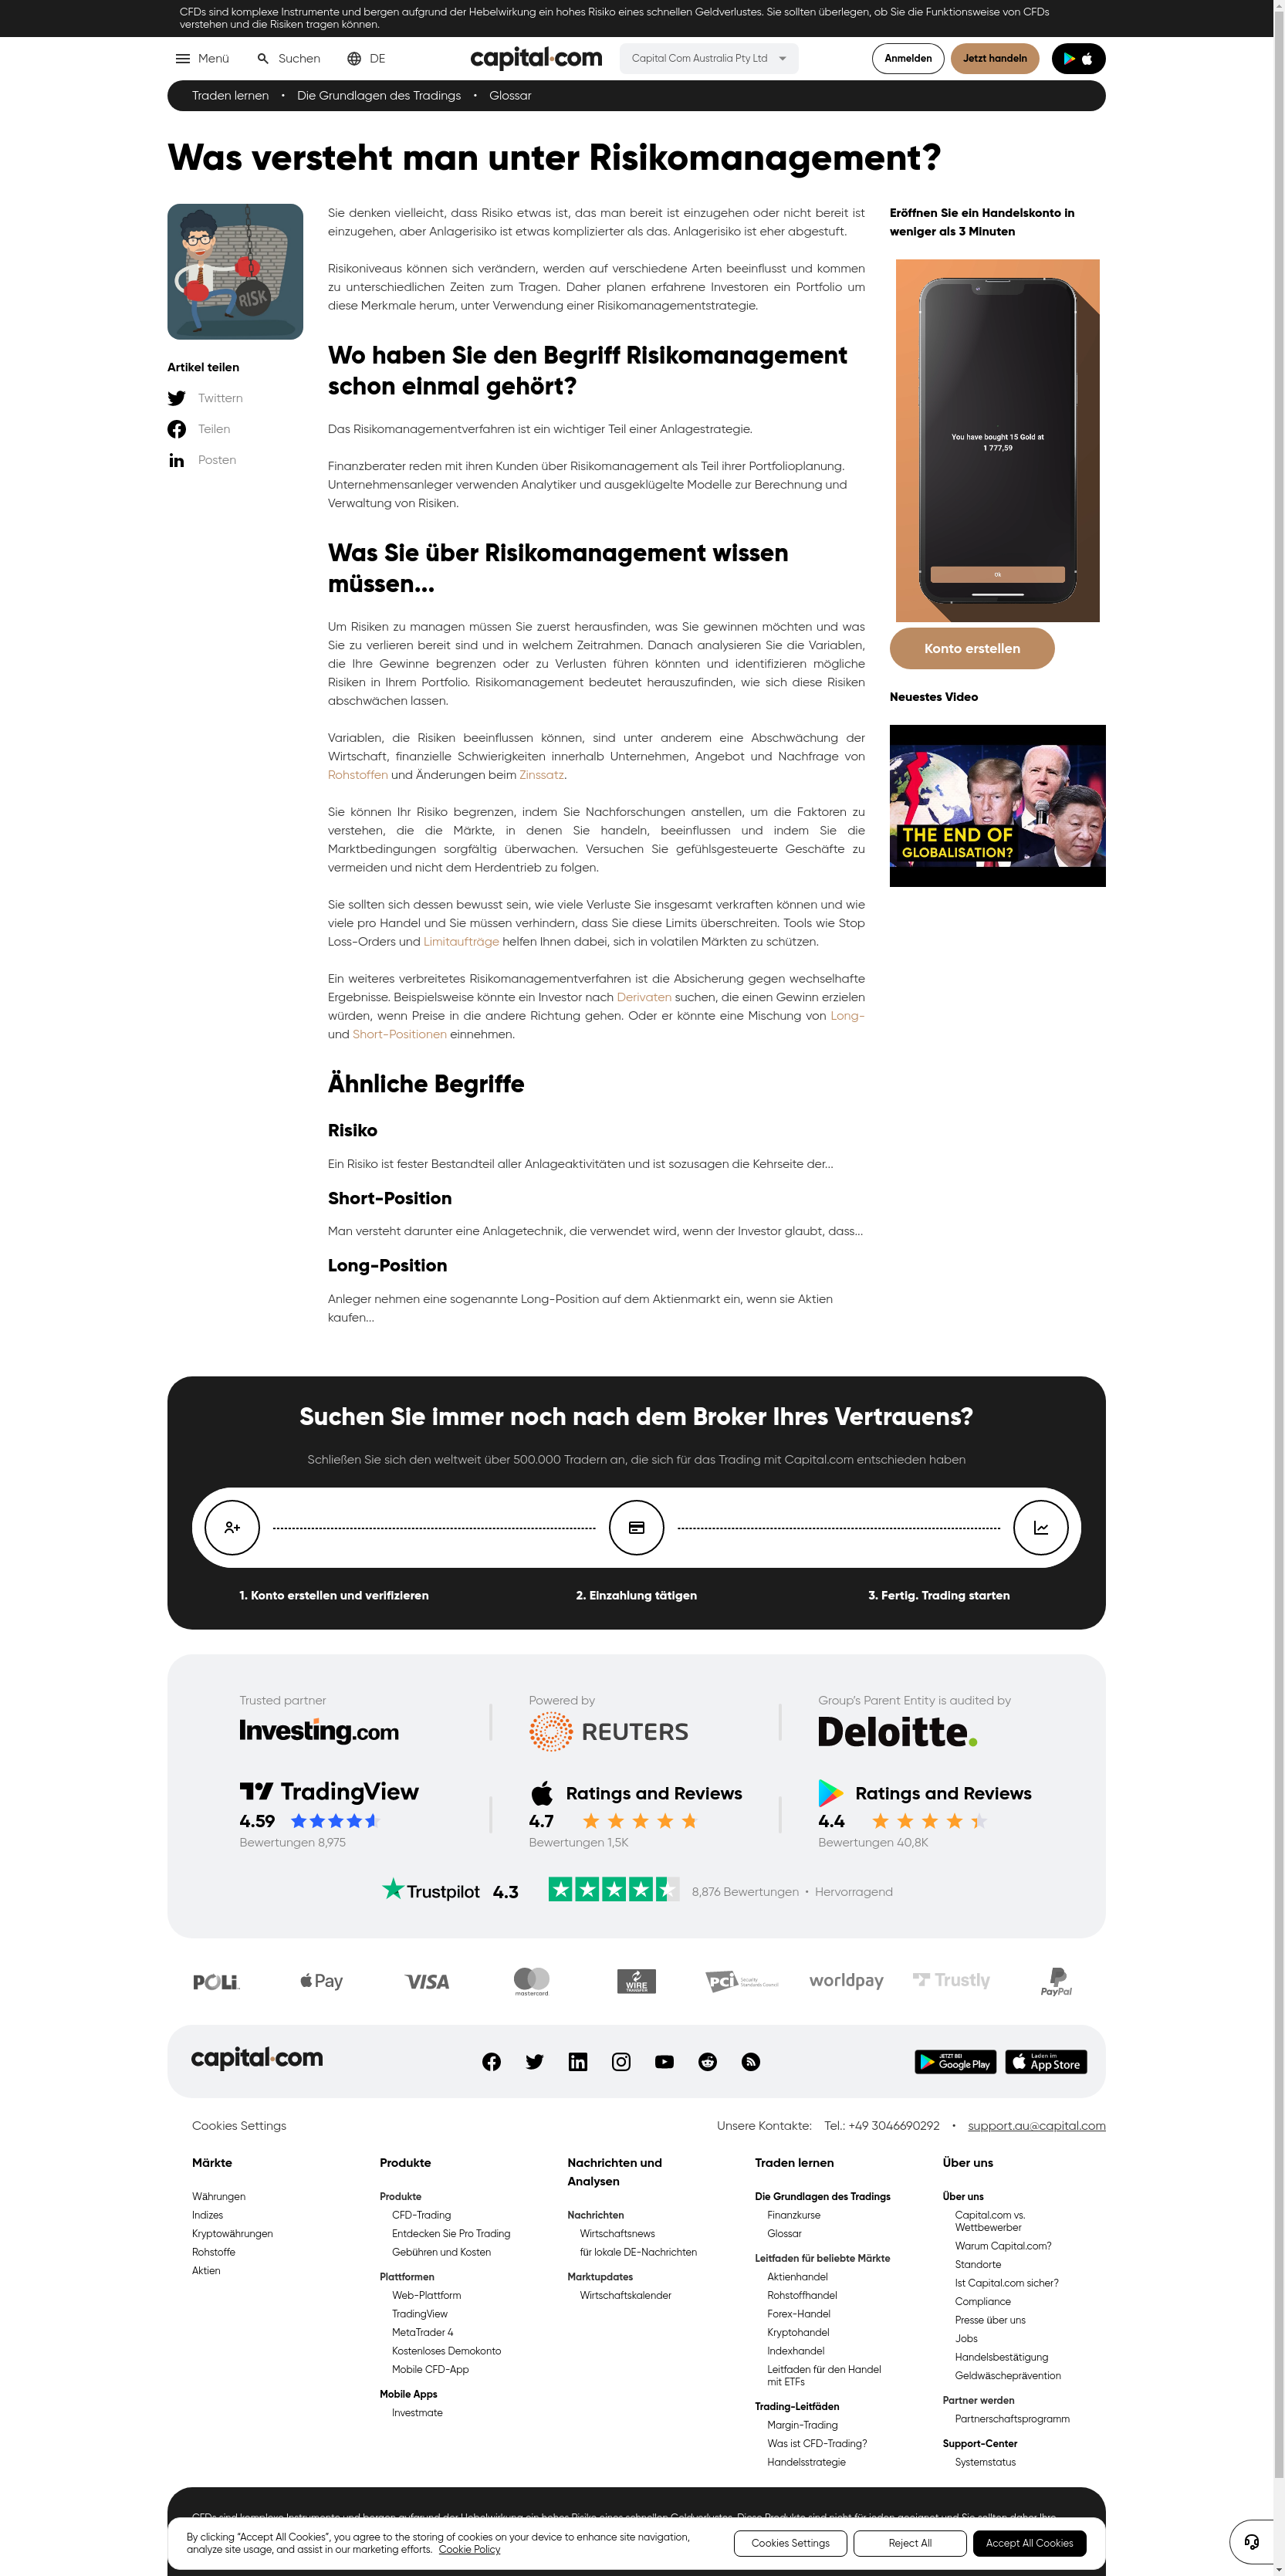 CFDs sind komplexe Instrumente und bergen aufgrund der Hebelwirkung ein hohes Risiko eines schnellen Geldverlustes. Sie sollten überlegen, ob Sie die Funktionsweise von CFDs
verstehen und die Risiken tragen können.
Menü Suchen DE capital.com Capital Com Australia Pty Ltd Anmelden Jetzt handeln
Traden lernen • Die Grundlagen des Tradings • Glossar
Was versteht man unter Risikomanagement?
RISK
Artikel teilen
Twittern
Teilen
Posten
Sie denken vielleicht, dass Risiko etwas ist, das man bereit ist einzugehen oder nicht bereit ist
einzugehen, aber Anlagerisiko ist etwas komplizierter als das. Anlagerisiko ist eher abgestuft.
Risikoniveaus können sich verändern, werden auf verschiedene Arten beeinflusst und kommen
zu unterschiedlichen Zeiten zum Tragen. Daher planen erfahrene Investoren ein Portfolio um
diese Merkmale herum, unter Verwendung einer Risikomanagementstrategie.
Wo haben Sie den Begriff Risikomanagement
schon einmal gehört?
Das Risikomanagementverfahren ist ein wichtiger Teil einer Anlagestrategie.
Finanzberater reden mit ihren Kunden über Risikomanagement als Teil ihrer Portfolioplanung.
Unternehmensanleger verwenden Analytiker und ausgeklügelte Modelle zur Berechnung und
Verwaltung von Risiken.
Was Sie über Risikomanagement wissen
müssen...
Um Risiken zu managen müssen Sie zuerst herausfinden, was Sie gewinnen möchten und was
Sie zu verlieren bereit sind und in welchem Zeitrahmen. Danach analysieren Sie die Variablen,
die Ihre Gewinne begrenzen oder zu Verlusten führen könnten und identifizieren mögliche
Risiken in Ihrem Portfolio. Risikomanagement bedeutet herauszufinden, wie sich diese Risiken
abschwächen lassen.
Variablen, die Risiken beeinflussen können, sind unter anderem eine Abschwächung der
Wirtschaft, finanzielle Schwierigkeiten innerhalb Unternehmen, Angebot und Nachfrage von
Rohstoffen und Änderungen beim Zinssatz.
Sie können Ihr Risiko begrenzen, indem Sie Nachforschungen anstellen, um die Faktoren zu
verstehen, die die Märkte, in denen Sie handeln, beeinflussen und indem Sie die
Marktbedingungen sorgfältig überwachen. Versuchen Sie gefühlsgesteuerte Geschäfte zu
vermeiden und nicht dem Herdentrieb zu folgen.
Sie sollten sich dessen bewusst sein, wie viele Verluste Sie insgesamt verkraften können und wie
viele pro Handel und Sie müssen verhindern, dass Sie diese Limits überschreiten. Tools wie Stop
Loss-Orders und Limitaufträge helfen Ihnen dabei, sich in volatilen Märkten zu schützen.
Ein weiteres verbreitetes Risikomanagementverfahren ist die Absicherung gegen wechselhafte
Ergebnisse. Beispielsweise könnte ein Investor nach Derivaten suchen, die einen Gewinn erzielen
würden, wenn Preise in die andere Richtung gehen. Oder er könnte eine Mischung von Long-
und Short-Positionen einnehmen.
Ähnliche Begriffe
Risiko
Ein Risiko ist fester Bestandteil aller Anlageaktivitäten und ist sozusagen die Kehrseite der...
Short-Position
Man versteht darunter eine Anlagetechnik, die verwendet wird, wenn der Investor glaubt, dass...
Long-Position
Anleger nehmen eine sogenannte Long-Position auf dem Aktienmarkt ein, wenn sie Aktien
kaufen...
Eröffnen Sie ein Handelskonto in
weniger als 3 Minuten
You have bought 15 Gold at
1 777,59
Ok
Konto erstellen
Neuestes Video
THE END OF
GLOBALISATION?
Suchen Sie immer noch nach dem Broker Ihres Vertrauens?
Schließen Sie sich den weltweit über 500.000 Tradern an, die sich für das Trading mit Capital.com entschieden haben
1. Konto erstellen und verifizieren 2. Einzahlung tätigen 3. Fertig. Trading starten
Trusted partner Powered by Group's Parent Entity is audited by
Investing.com REUTERS Deloitte.
TradingView Ratings and Reviews Ratings and Reviews
4.59 4.7 4.4
Bewertungen 8,975 Bewertungen 1,5K Bewertungen 40,8K
Trustpilot 4.3 8,876 Bewertungen • Hervorragend
POLi Apple Pay VISA mastercard WIRE TRANSFER PCI Security Standards Council worldpay Trustly PayPal
capital.com JETZT BEI Google Play Laden im App Store
Cookies Settings Unsere Kontakte: Tel.: +49 3046690292 • support.au@capital.com
Märkte
Währungen
Indizes
Kryptowährungen
Rohstoffe
Aktien
Produkte
Produkte
CFD-Trading
Entdecken Sie Pro Trading
Gebühren und Kosten
Plattformen
Web-Plattform
TradingView
MetaTrader 4
Kostenloses Demokonto
Mobile CFD-App
Mobile Apps
Investmate
Nachrichten und
Analysen
Nachrichten
Wirtschaftsnews
für lokale DE-Nachrichten
Marktupdates
Wirtschaftskalender
Traden lernen
Die Grundlagen des Tradings
Finanzkurse
Glossar
Leitfaden für beliebte Märkte
Aktienhandel
Rohstoffhandel
Forex-Handel
Kryptohandel
Indexhandel
Leitfaden für den Handel
mit ETFs
Trading-Leitfäden
Margin-Trading
Was ist CFD-Trading?
Handelsstrategie
Über uns
Über uns
Capital.com vs.
Wettbewerber
Warum Capital.com?
Standorte
Ist Capital.com sicher?
Compliance
Presse über uns
Jobs
Handelsbestätigung
Geldwäscheprävention
Partner werden
Partnerschaftsprogramm
Support-Center
Systemstatus
CFDs sind komplexe Instrumente und bergen aufgrund der Hebelwirkung ein hohes Risiko eines schnellen Geldverlustes. Diese Produkte sind nicht für jeden geeignet und Sie sollten daher Ihre
By clicking "Accept All Cookies", you agree to the storing of cookies on your device to enhance site navigation,
analyze site usage, and assist in our marketing efforts. Cookie Policy
Cookies Settings Reject All Accept All Cookies